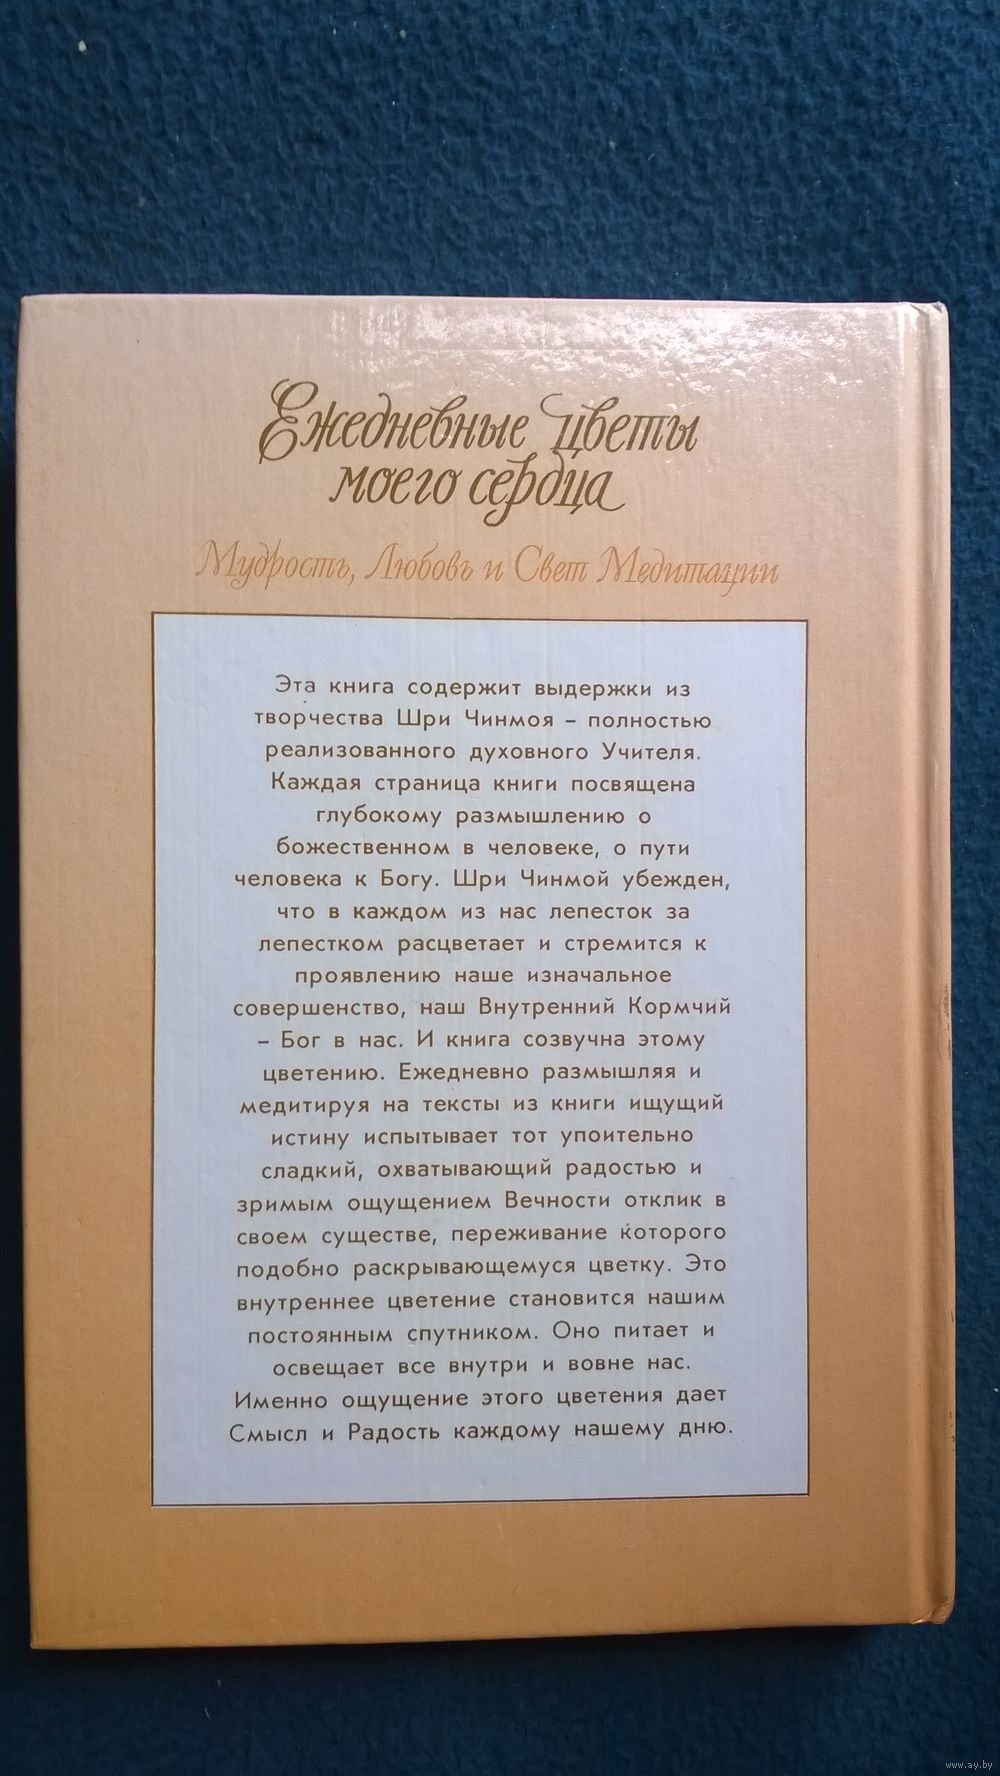 Ежедневные цветы
моего сердца
Мудрость, Любовь и Свет Медитации
Эта книга содержит выдержки из
творчества Шри Чинмоя – полностью
реализованного духовного Учителя.
Каждая страница книги посвящена
глубокому размышлению о
божественном в человеке, о пути
человека к Богу. Шри Чинмой убежден,
что в каждом из нас лепесток за
лепестком расцветает и стремится к
проявлению наше изначальное
совершенство, наш Внутренний Кормчий
– Бог в нас. И книга созвучна этому
цветению. Ежедневно размышляя и
медитируя на тексты из книги ищущий
истину испытывает тот упоительно
сладкий, охватывающий радостью и
зримым ощущением Вечности отклик в
своем существе, переживание которого
подобно раскрывающемуся цветку. Это
внутреннее цветение становится нашим
постоянным спутником. Оно питает и
освещает все внутри и вовне нас.
Именно ощущение этого цветения дает
Смысл и Радость каждому нашему дню.
www.ay.by